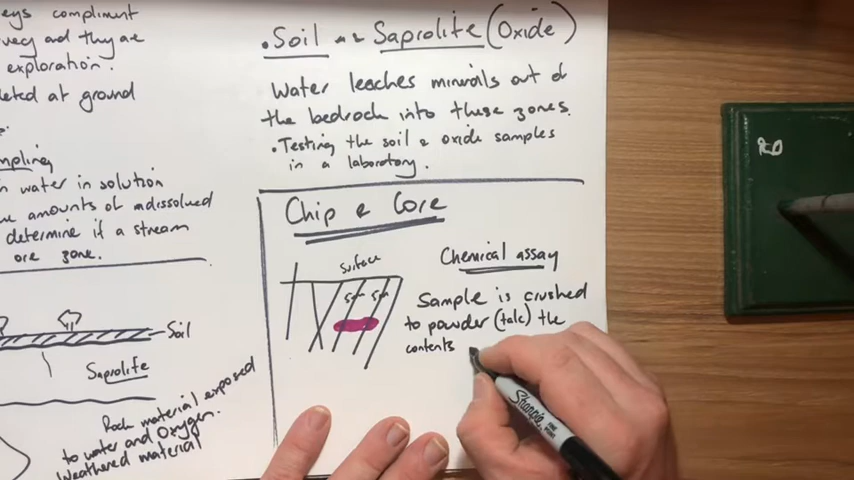 eys compliment
vey and they are
exploration.
leted at ground
mpling
n water in solution
e amounts of a dissolved
determine if a stream
ore zone.
Soil
Saprolite
Rock material exposed
to water and Oxygen.
Weathered material
• Soil & Saprolite (Oxide)
Water leaches minerals out of
the bedrock into these zones.
• Testing the soil & oxide samples
in a laboratory.
Chip & Core
Surface
5m 5m
Chemical assay
Sample is crushed
to powder (talc) the
contents
Sharpie
B